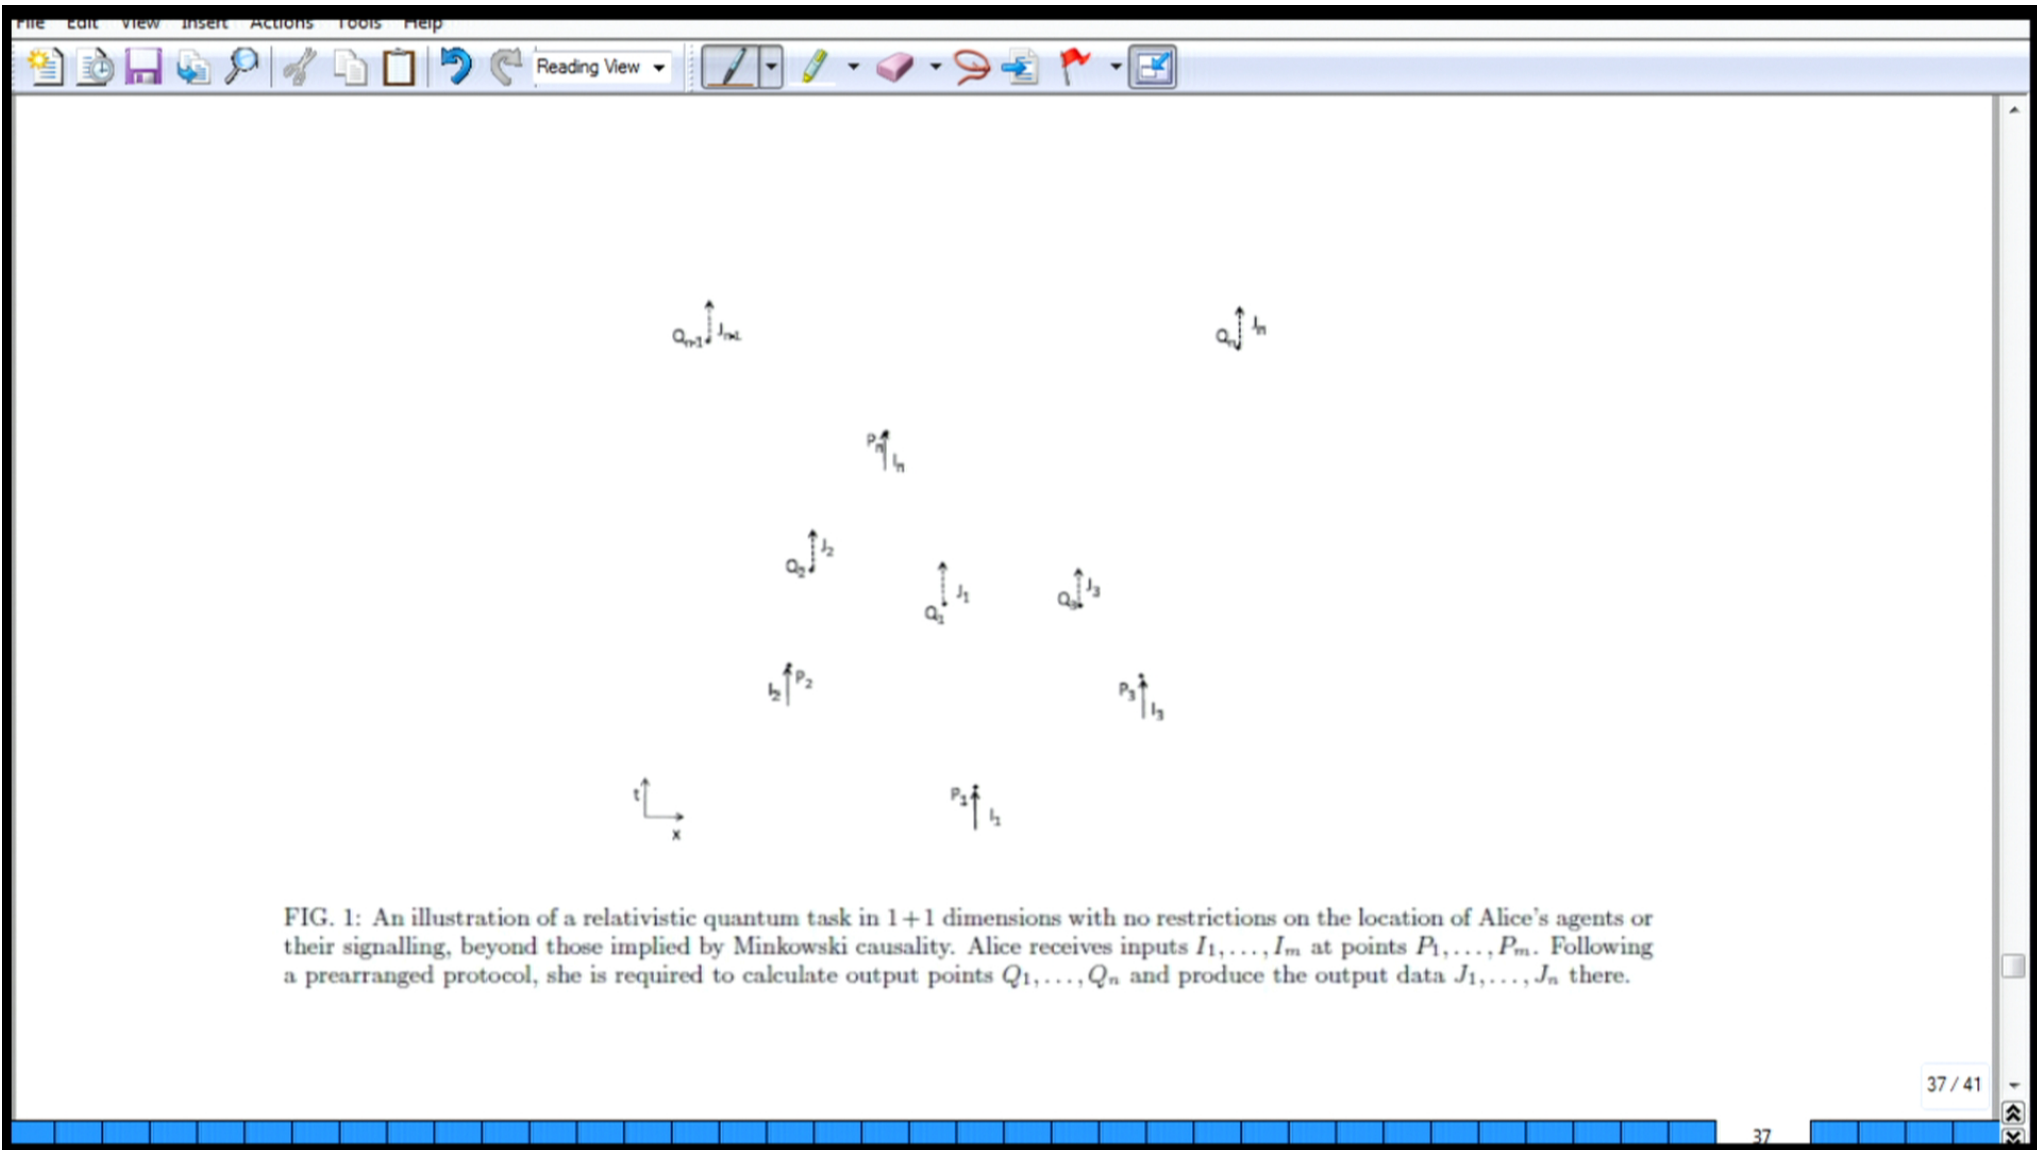 File Edit View Insert Actions Tools Help
Reading View
Qn-1 Jn-1
Qn Jn
Pn In
Q2 J2
Q1 J1
Q3 J3
I2 P2
P3 I3
t
x
P1 I1
FIG. 1: An illustration of a relativistic quantum task in 1+1 dimensions with no restrictions on the location of Alice's agents or
their signalling, beyond those implied by Minkowski causality. Alice receives inputs I1, . . . , Im at points P1, . . . , Pm. Following
a prearranged protocol, she is required to calculate output points Q1, . . . , Qn and produce the output data J1, . . . , Jn there.
37 / 41
37